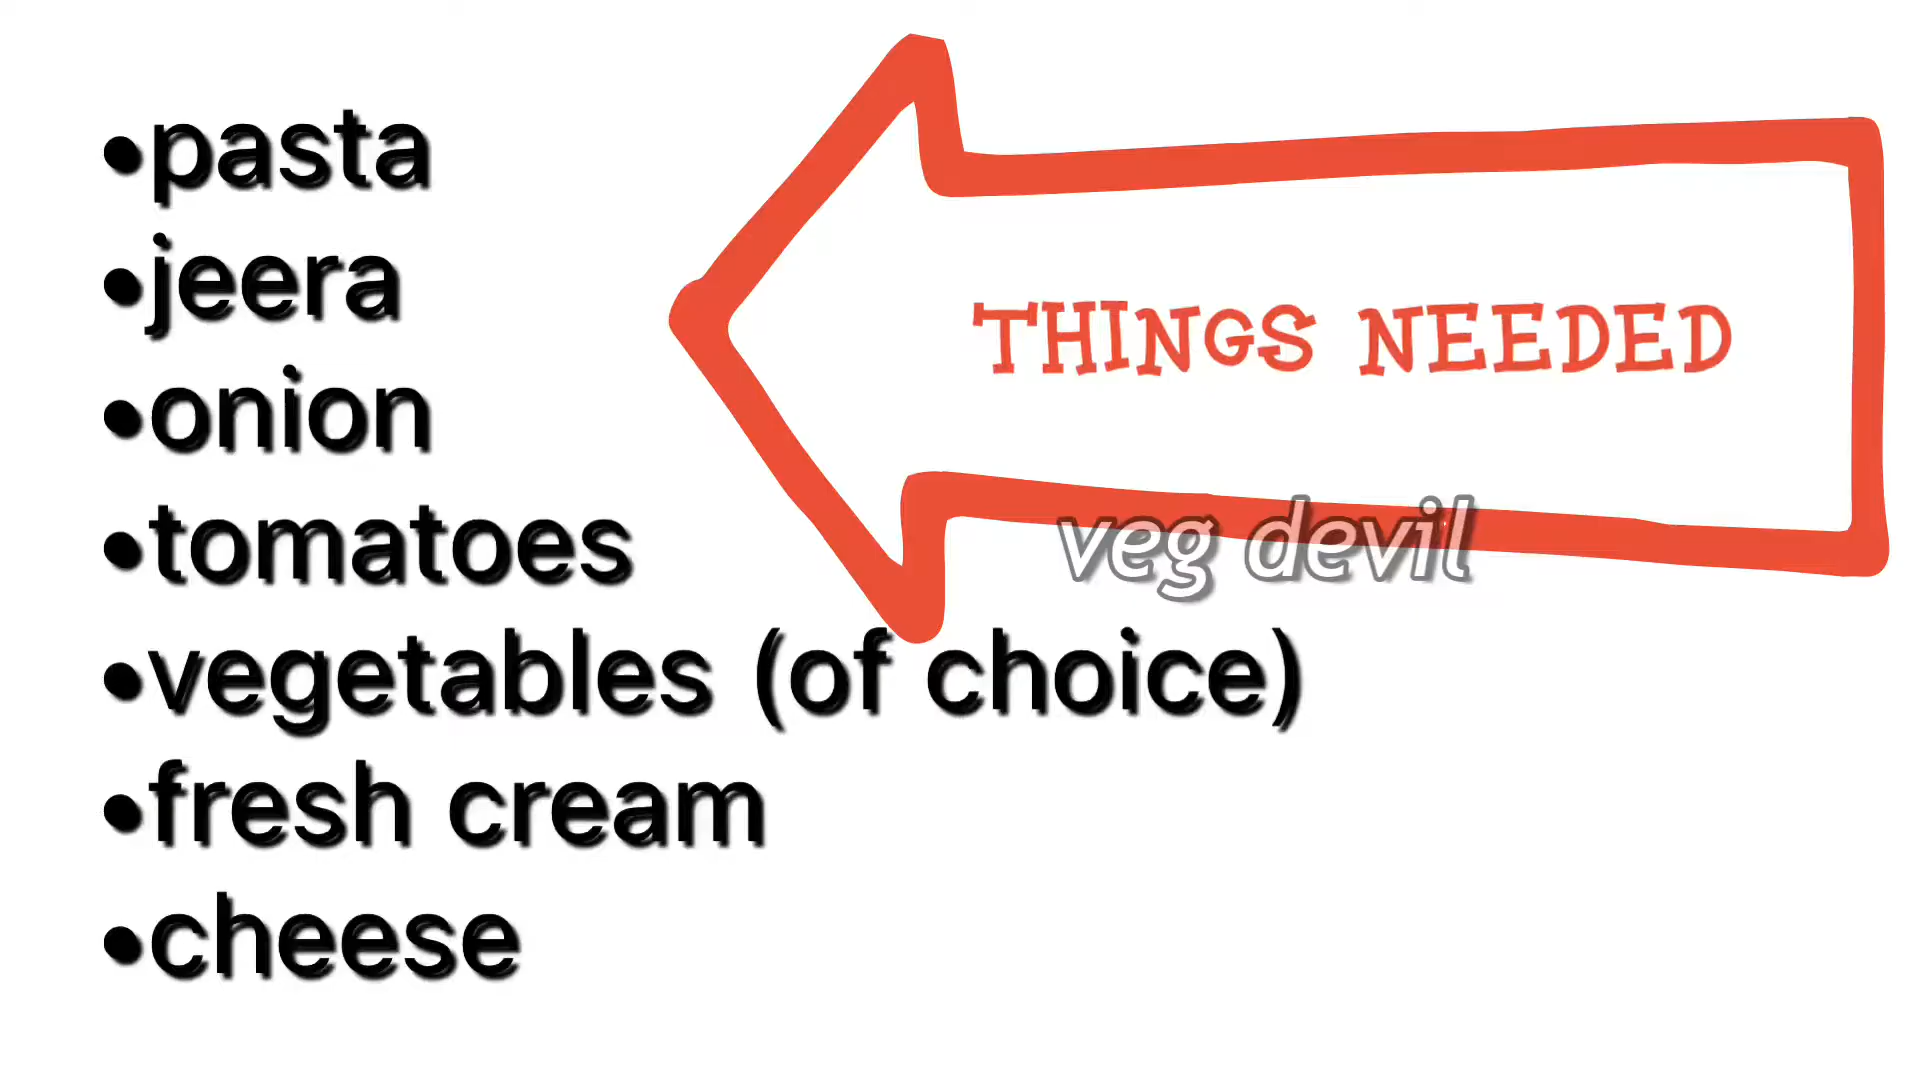 •pasta
•jeera
•onion
•tomatoes
•vegetables (of choice)
•fresh cream
•cheese
THINGS NEEDED
veg devil